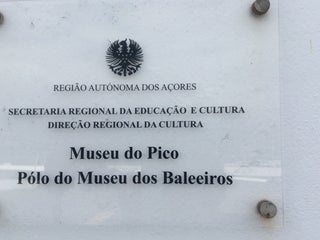 REGIÃO AUTÓNOMA DOS AÇORES
SECRETARIA REGIONAL DA EDUCAÇÃO E CULTURA
DIREÇÃO REGIONAL DA CULTURA
Museu do Pico
Pólo do Museu dos Baleeiros